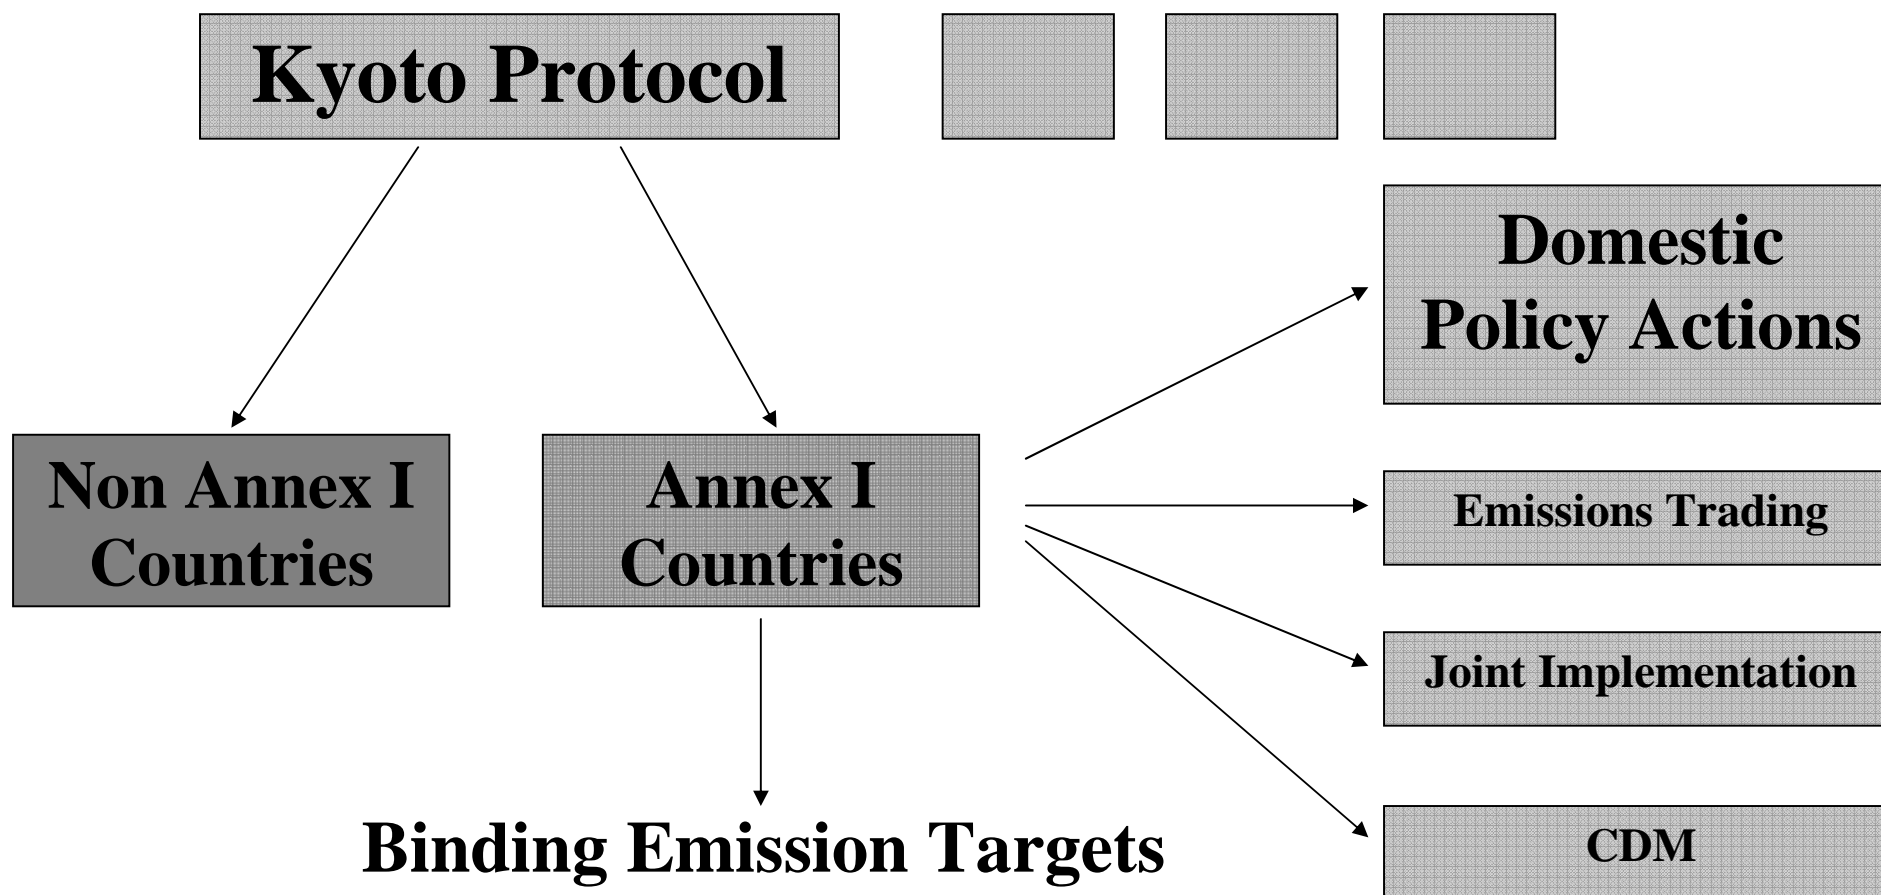 Kyoto Protocol
Domestic
Policy Actions
Non Annex I
Countries
Annex I
Countries
Emissions Trading
Joint Implementation
CDM
Binding Emission Targets